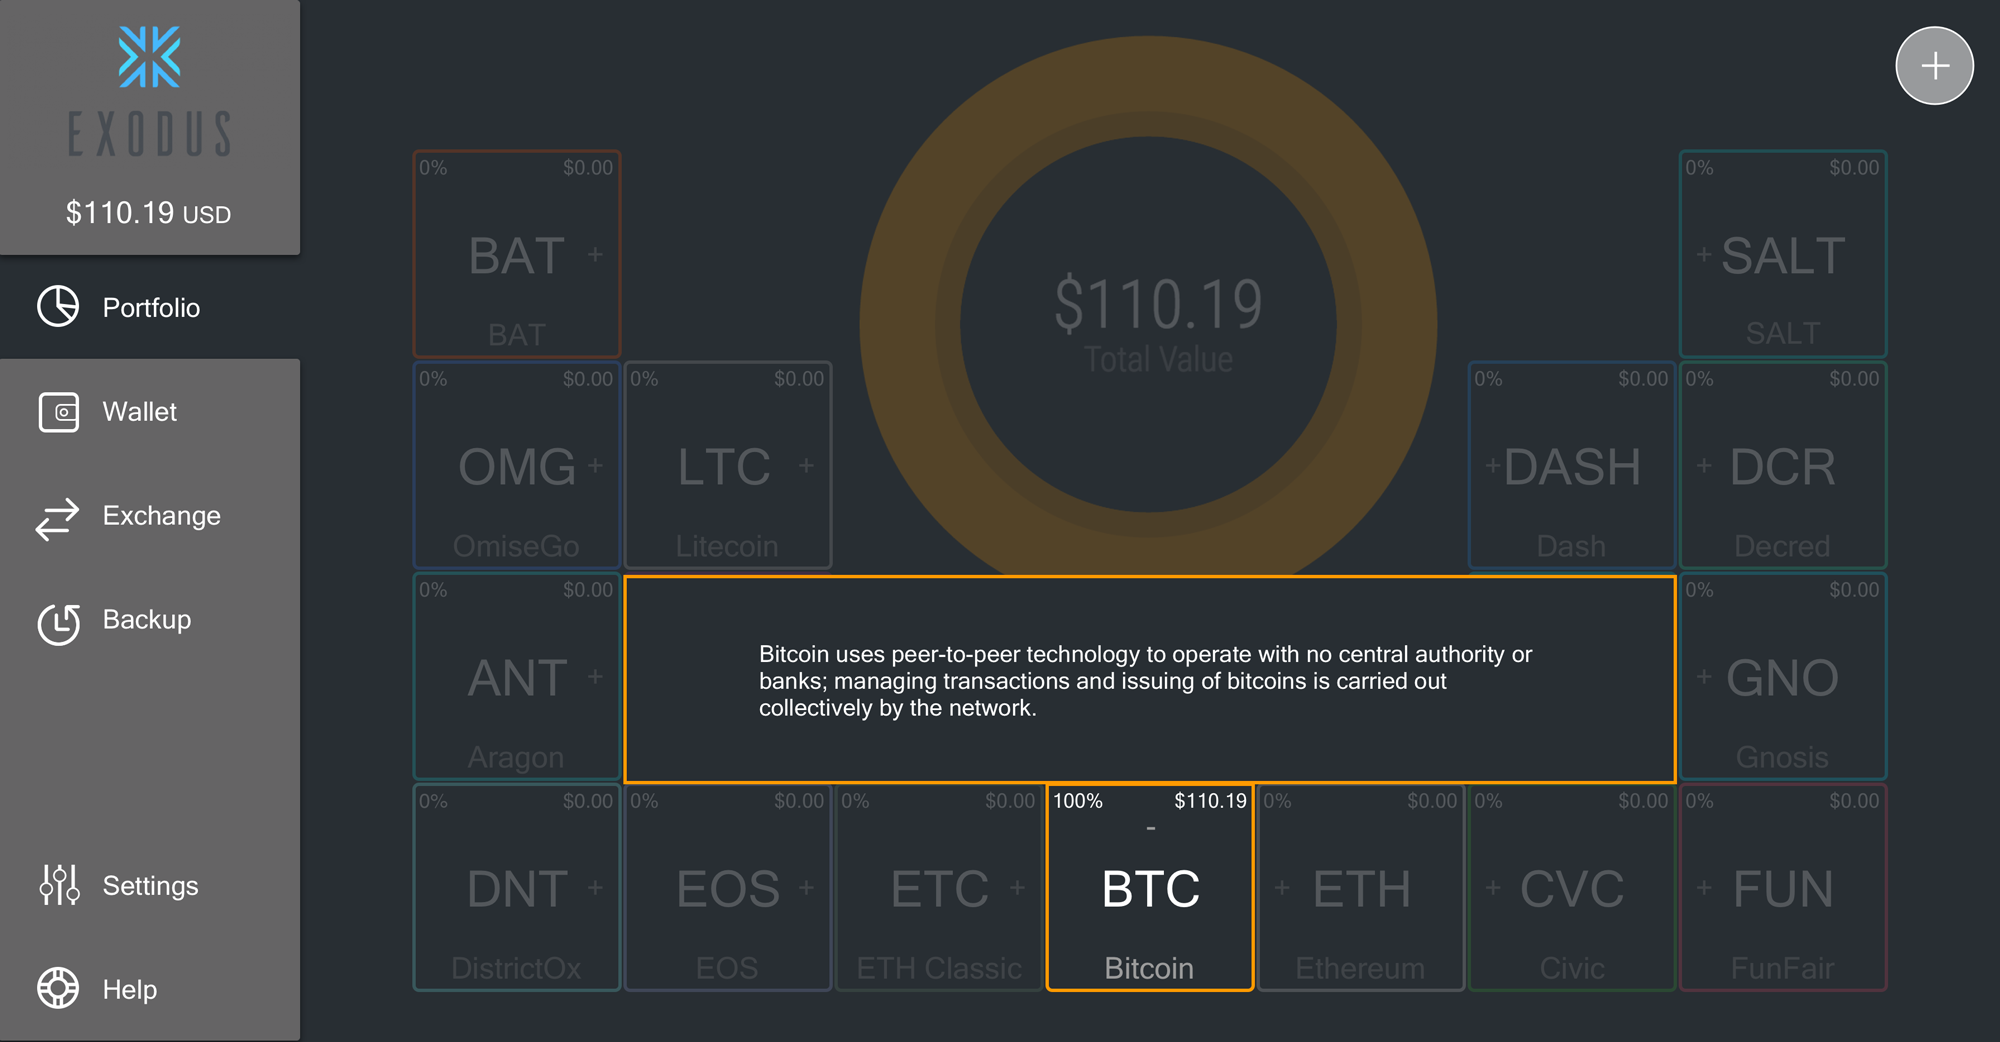 EXODUS
$110.19 USD
Portfolio
Wallet
Exchange
Backup
Settings
Help
+
$110.19
Total Value
0% $0.00
BAT +
BAT
0% $0.00
+ SALT
SALT
0% $0.00
OMG +
OmiseGo
0% $0.00
LTC +
Litecoin
0% $0.00
+ DASH
Dash
0% $0.00
+ DCR
Decred
0% $0.00
ANT +
Aragon
Bitcoin uses peer-to-peer technology to operate with no central authority or
banks; managing transactions and issuing of bitcoins is carried out
collectively by the network.
0% $0.00
+ GNO
Gnosis
0% $0.00
DNT +
DistrictOx
0% $0.00
EOS +
EOS
0% $0.00
ETC +
ETH Classic
100% $110.19
-
BTC
Bitcoin
0% $0.00
+ ETH
Ethereum
0% $0.00
+ CVC
Civic
0% $0.00
+ FUN
FunFair